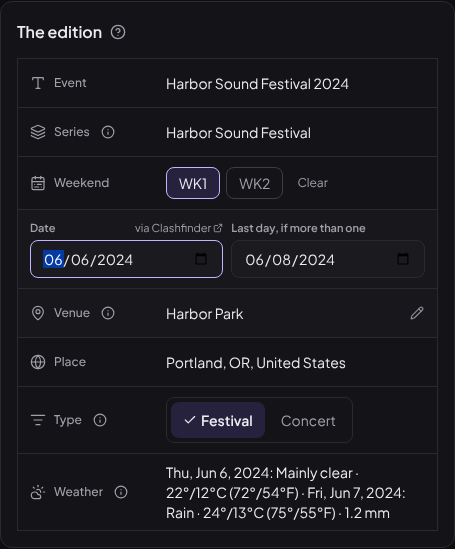 The edition
Event
Harbor Sound Festival 2024
Series
Harbor Sound Festival
Weekend
WK1
WK2
Clear
Date
via Clashfinder
Last day, if more than one
06/06/2024
06/08/2024
Venue
Harbor Park
Place
Portland, OR, United States
Type
Festival
Concert
Weather
Thu, Jun 6, 2024: Mainly clear ·
22°/12°C (72°/54°F) · Fri, Jun 7, 2024:
Rain · 24°/13°C (75°/55°F) · 1.2 mm